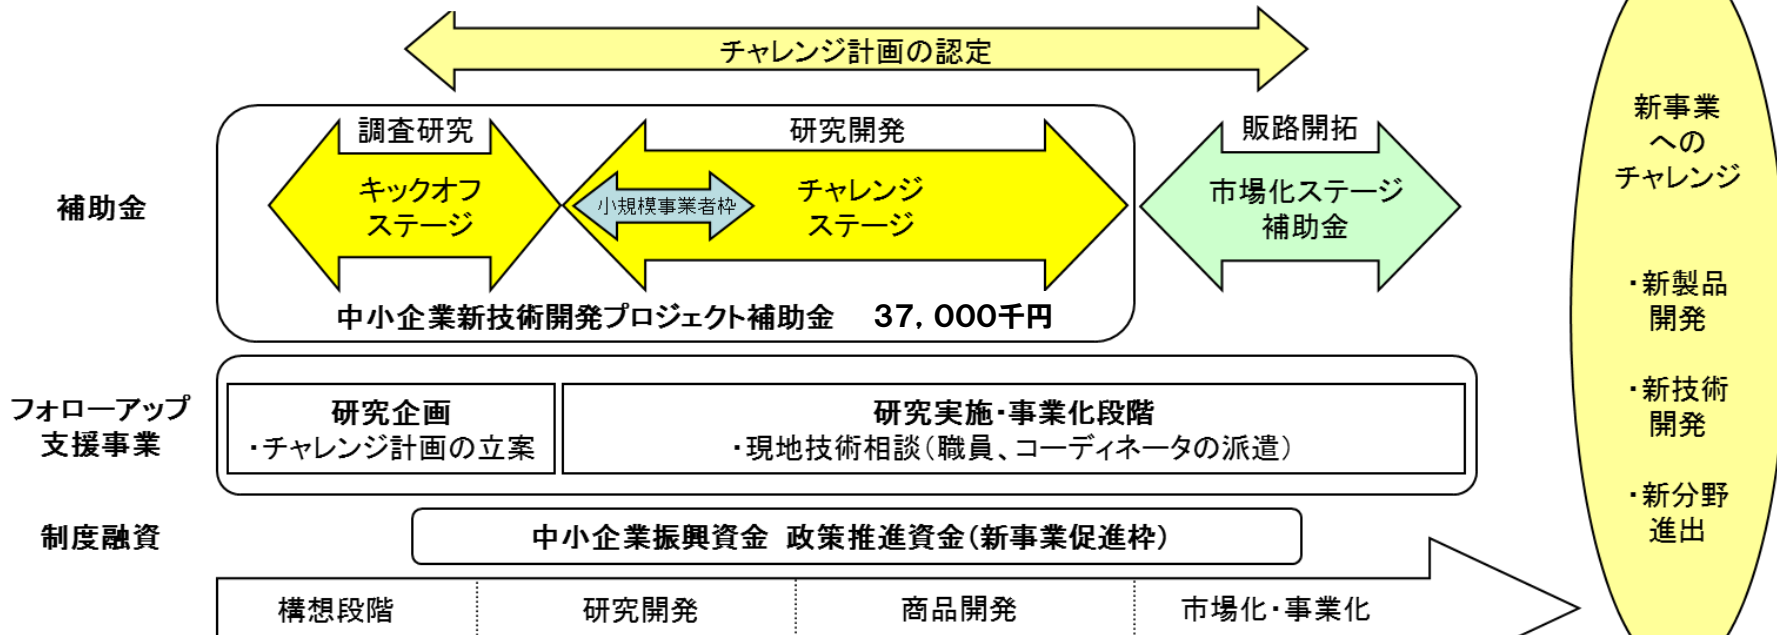 チャレンジ計画の認定
補助金
調査研究
キックオフ
ステージ
研究開発
小規模事業者枠
チャレンジ
ステージ
販路開拓
市場化ステージ
補助金
中小企業新技術開発プロジェクト補助金　37,000千円
フォローアップ
支援事業
研究企画
・チャレンジ計画の立案
研究実施・事業化段階
・現地技術相談(職員、コーディネータの派遣)
制度融資
中小企業振興資金 政策推進資金(新事業促進枠)
構想段階
研究開発
商品開発
市場化・事業化
新事業
への
チャレンジ
・新製品
開発
・新技術
開発
・新分野
進出